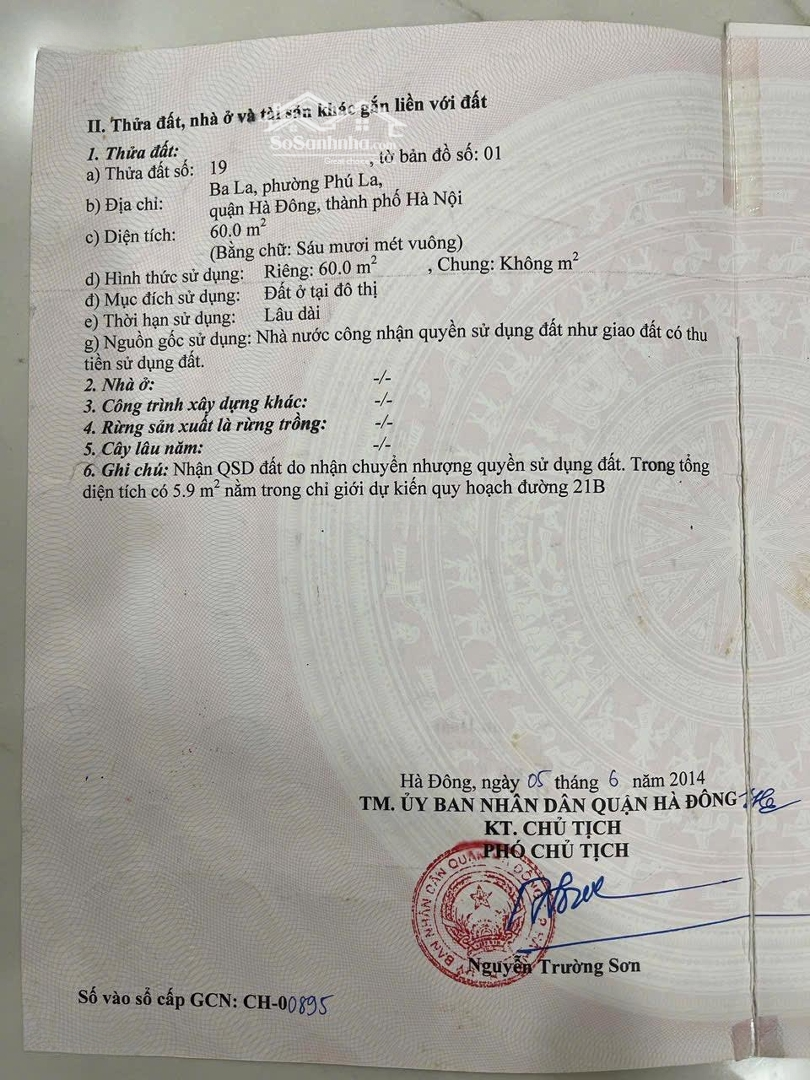 II. Thửa đất, nhà ở và tài sản khác gắn liền với đất
SoSanhnha.com
1. Thửa đất:
a) Thửa đất số: 19 , tờ bản đồ số: 01
b) Địa chỉ: Ba La, phường Phú La,
quận Hà Đông, thành phố Hà Nội
c) Diện tích: 60.0 m²
(Bằng chữ: Sáu mươi mét vuông)
d) Hình thức sử dụng: Riêng: 60.0 m² , Chung: Không m²
đ) Mục đích sử dụng: Đất ở tại đô thị
e) Thời hạn sử dụng: Lâu dài
g) Nguồn gốc sử dụng: Nhà nước công nhận quyền sử dụng đất như giao đất có thu
tiền sử dụng đất.
2. Nhà ở: -/-
3. Công trình xây dựng khác: -/-
4. Rừng sản xuất là rừng trồng: -/-
5. Cây lâu năm: -/-
6. Ghi chú: Nhận QSD đất do nhận chuyển nhượng quyền sử dụng đất. Trong tổng
diện tích có 5.9 m² nằm trong chỉ giới dự kiến quy hoạch đường 21B
Hà Đông, ngày 05 tháng 6 năm 2014
TM. ỦY BAN NHÂN DÂN QUẬN HÀ ĐÔNG
KT. CHỦ TỊCH
PHÓ CHỦ TỊCH
ỦY BAN NHÂN DÂN QUẬN HÀ ĐÔNG
Nguyễn Trường Sơn
Số vào sổ cấp GCN: CH-00895